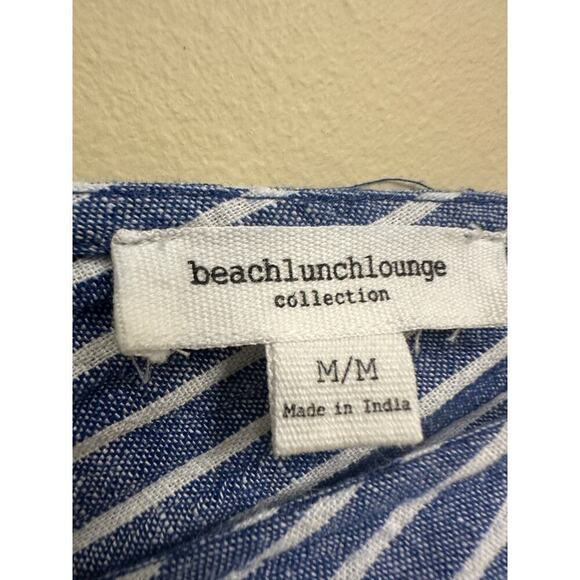 beachlunchlounge
collection
M/M
Made in India